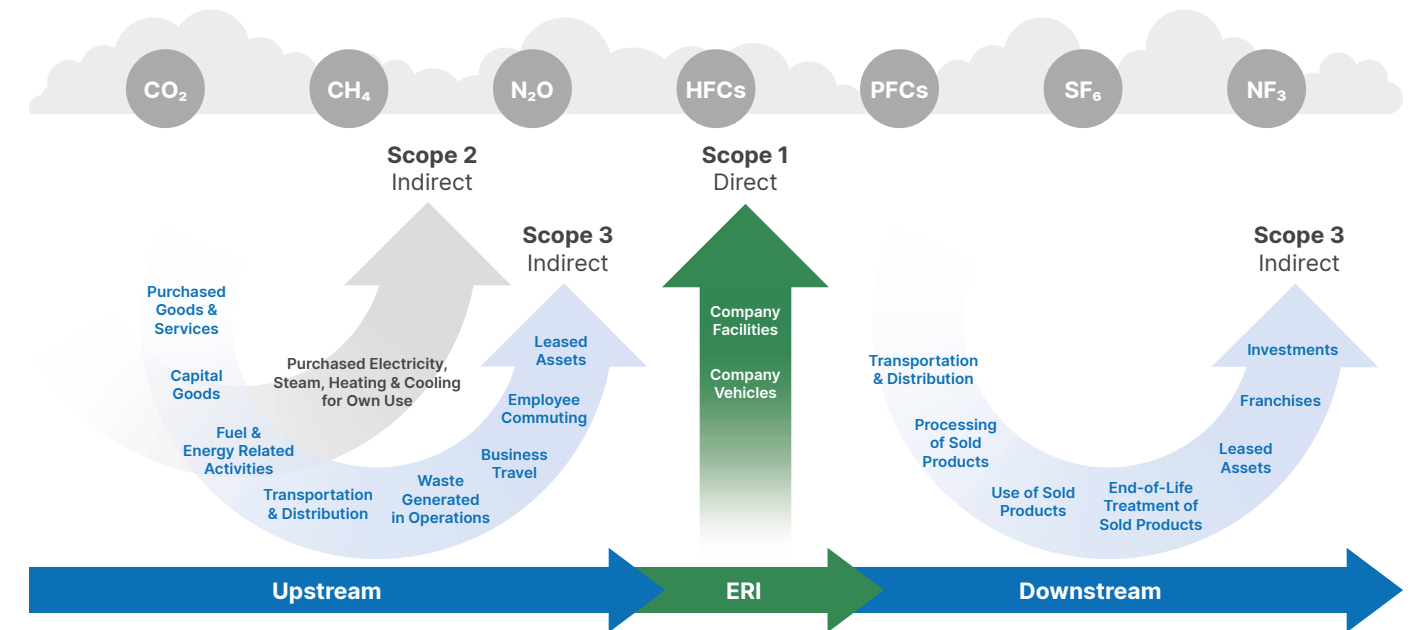 CO₂
CH₄
N₂O
HFCs
PFCs
SF₆
NF₃
Scope 2
Indirect
Scope 1
Direct
Scope 3
Indirect
Scope 3
Indirect
Purchased
Goods &
Services
Capital
Goods
Fuel &
Energy Related
Activities
Transportation
& Distribution
Waste
Generated
in Operations
Business
Travel
Employee
Commuting
Leased
Assets
Purchased Electricity,
Steam, Heating & Cooling
for Own Use
Company
Facilities
Company
Vehicles
Transportation
& Distribution
Processing
of Sold
Products
Use of Sold
Products
End-of-Life
Treatment of
Sold Products
Leased
Assets
Franchises
Investments
Upstream
ERI
Downstream